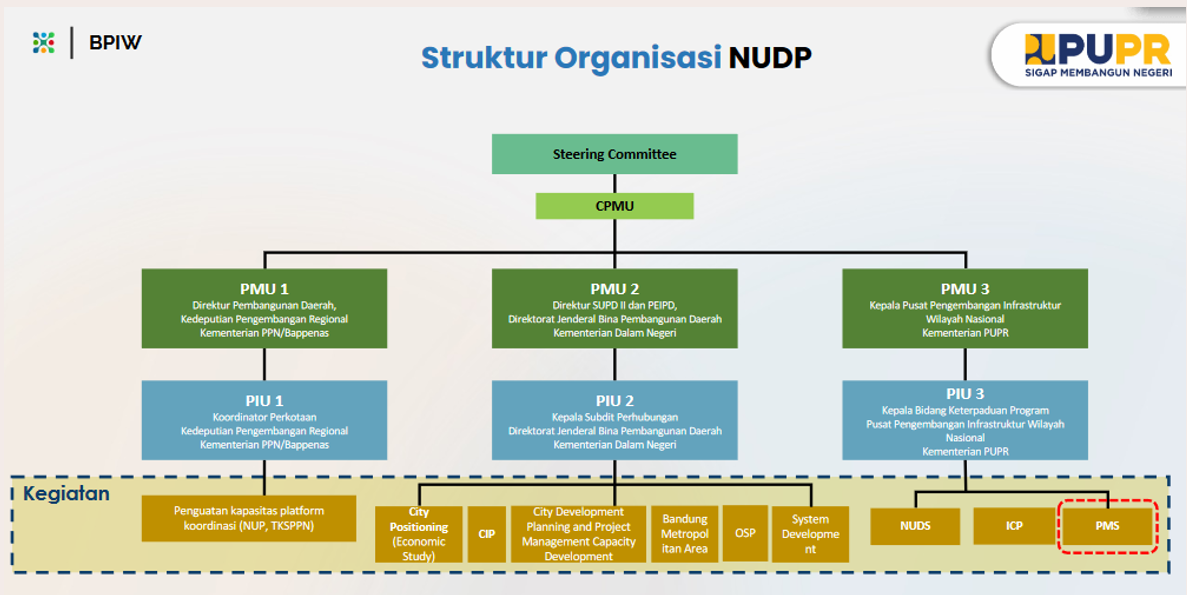 BPIW
Struktur Organisasi NUDP
PUPR
SIGAP MEMBANGUN NEGERI
Steering Committee
CPMU
PMU 1
Direktur Pembangunan Daerah,
Kedeputian Pengembangan Regional
Kementerian PPN/Bappenas
PMU 2
Direktur SUPD II dan PEIPD,
Direktorat Jenderal Bina Pembangunan Daerah
Kementerian Dalam Negeri
PMU 3
Kepala Pusat Pengembangan Infrastruktur
Wilayah Nasional
Kementerian PUPR
PIU 1
Koordinator Perkotaan
Kedeputian Pengembangan Regional
Kementerian PPN/Bappenas
PIU 2
Kepala Subdit Perhubungan
Direktorat Jenderal Bina Pembangunan Daerah
Kementerian Dalam Negeri
PIU 3
Kepala Bidang Keterpaduan Program
Pusat Pengembangan Infrastruktur Wilayah
Nasional
Kementerian PUPR
Kegiatan
Penguatan kapasitas platform
koordinasi (NUP, TKSPPN)
City
Positioning
(Economic
Study)
CIP
City Development
Planning and Project
Management Capacity
Development
Bandung
Metropol
itan Area
OSP
System
Developme
nt
NUDS
ICP
PMS